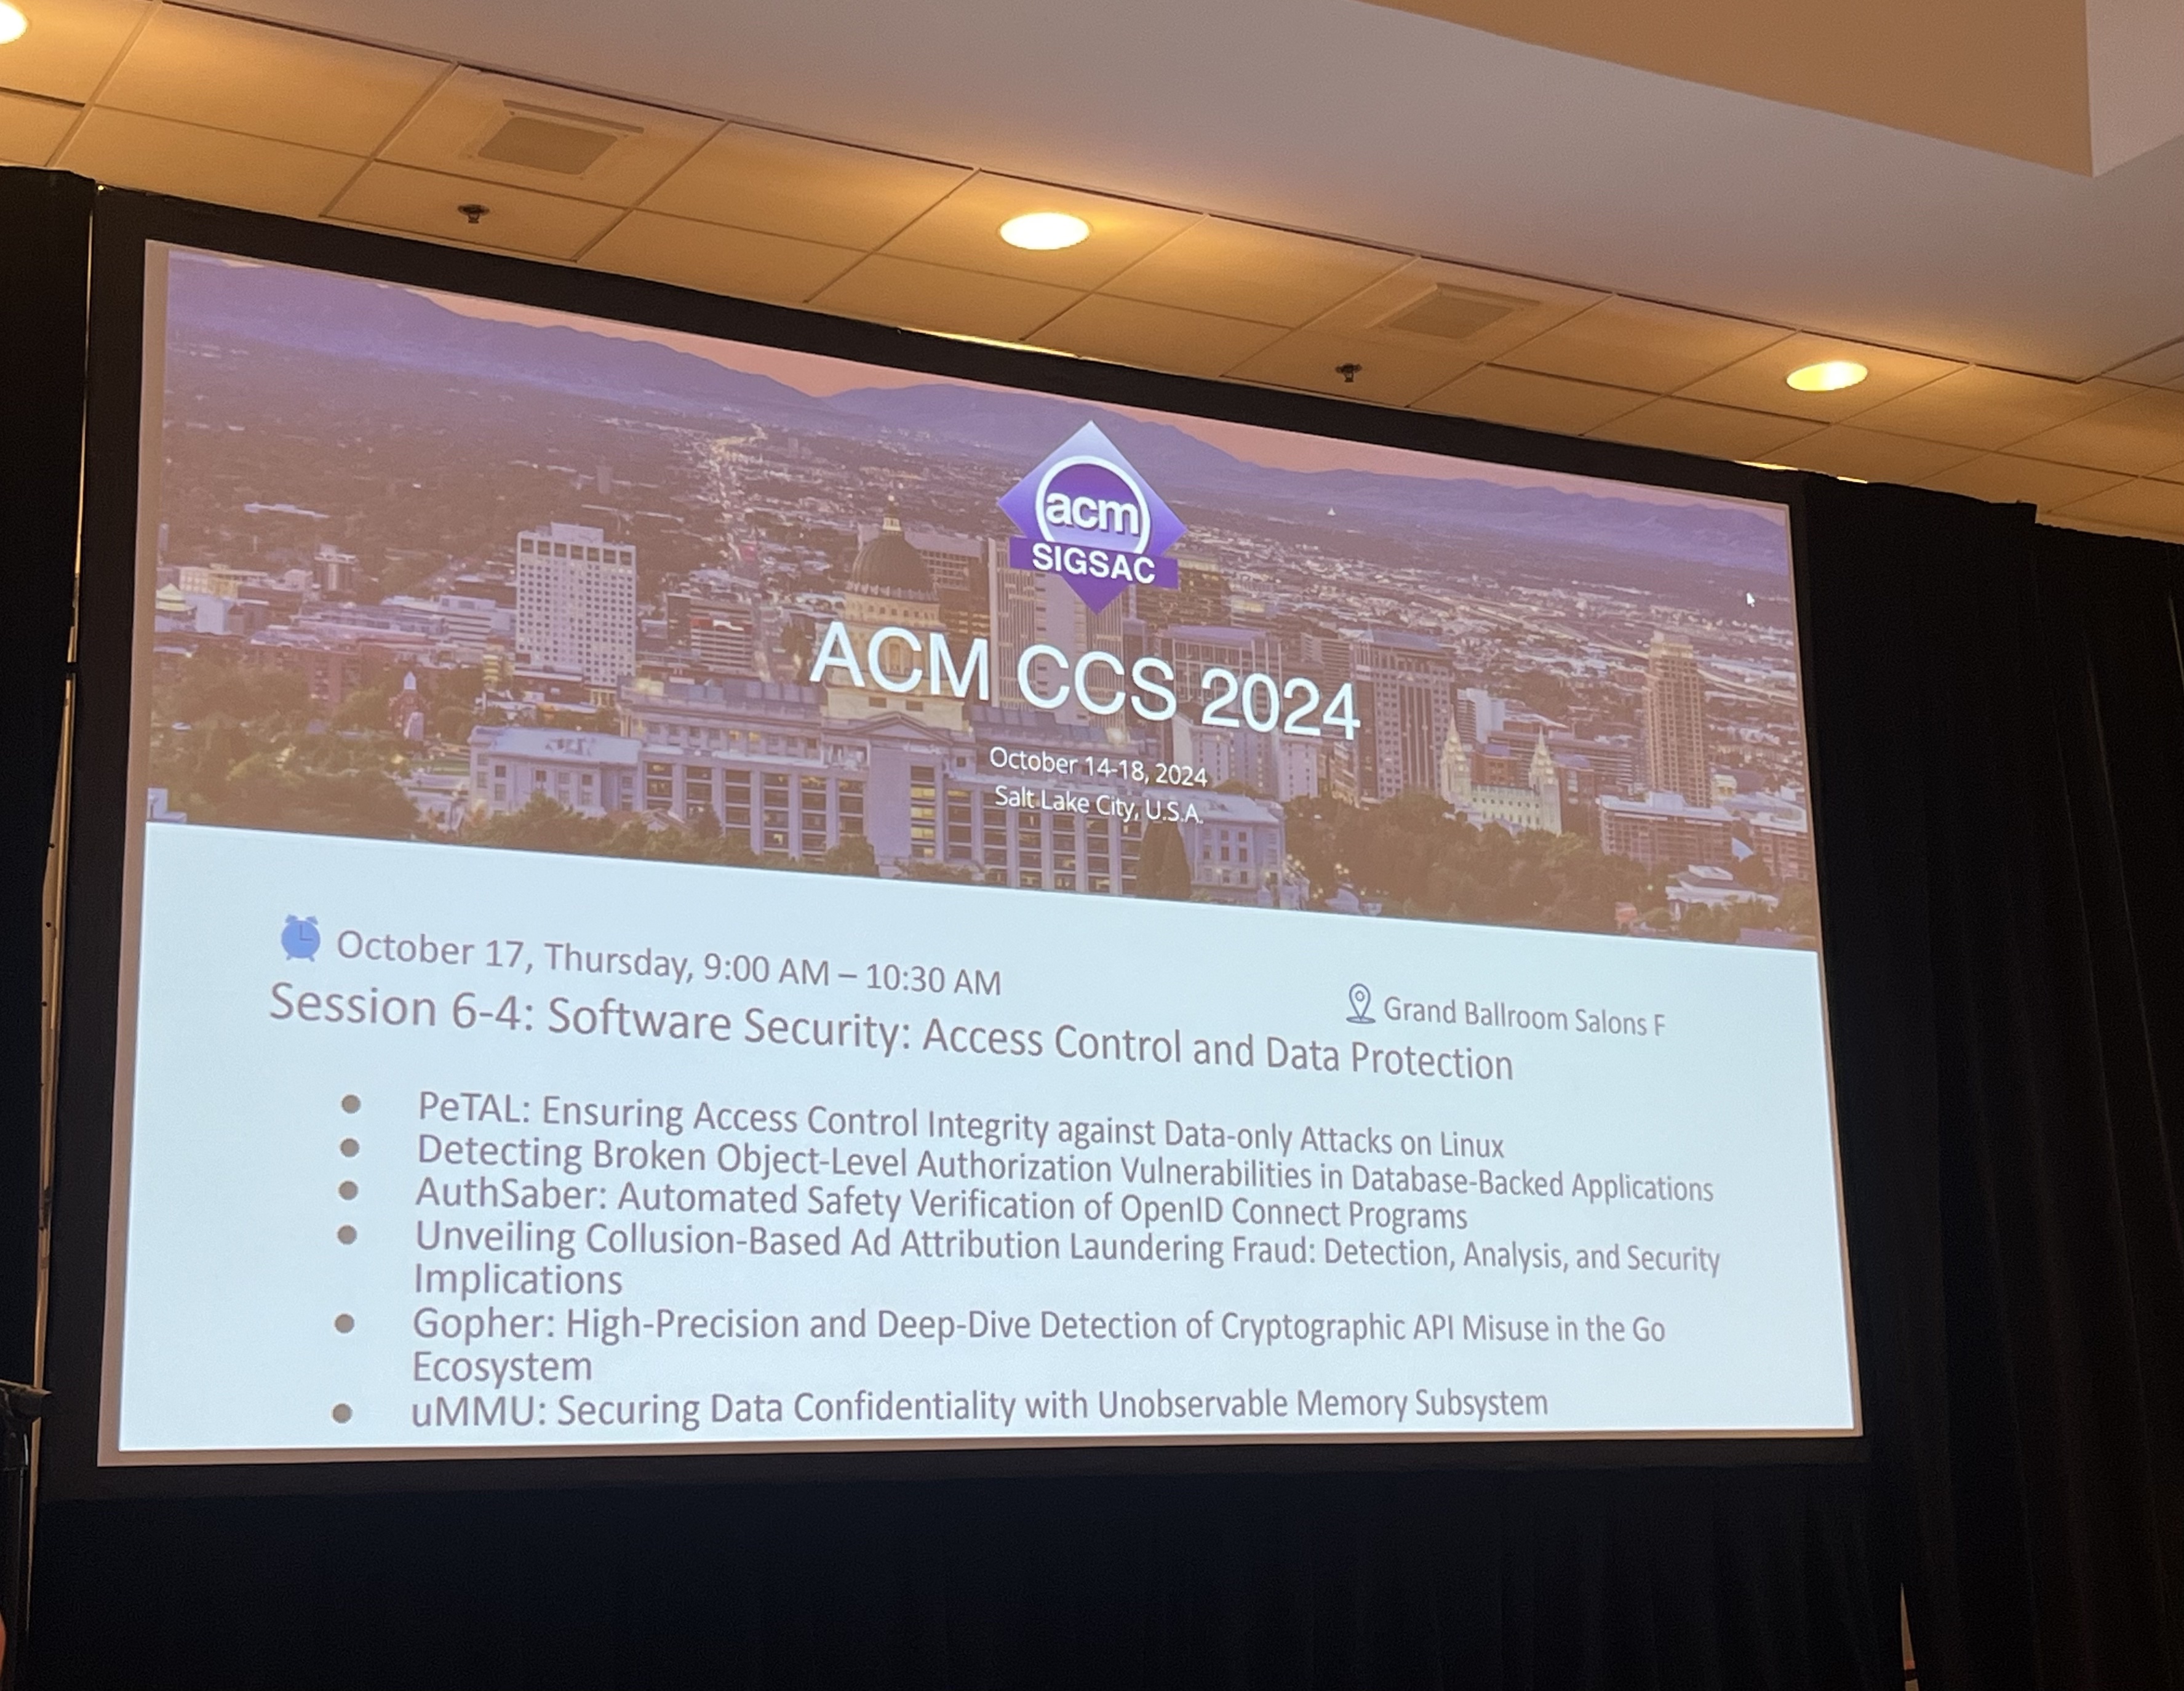 acm
SIGSAC
ACM CCS 2024
October 14-18, 2024
Salt Lake City, U.S.A.
October 17, Thursday, 9:00 AM – 10:30 AM
Grand Ballroom Salons F
Session 6-4: Software Security: Access Control and Data Protection
● PeTAL: Ensuring Access Control Integrity against Data-only Attacks on Linux
● Detecting Broken Object-Level Authorization Vulnerabilities in Database-Backed Applications
● AuthSaber: Automated Safety Verification of OpenID Connect Programs
● Unveiling Collusion-Based Ad Attribution Laundering Fraud: Detection, Analysis, and Security
Implications
● Gopher: High-Precision and Deep-Dive Detection of Cryptographic API Misuse in the Go
Ecosystem
● uMMU: Securing Data Confidentiality with Unobservable Memory Subsystem